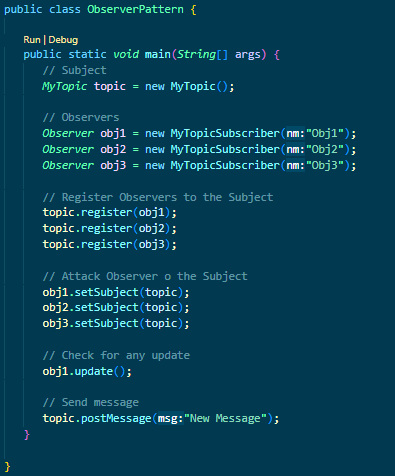 public class ObserverPattern {
Run | Debug
public static void main(String[] args) {
// Subject
MyTopic topic = new MyTopic();
// Observers
Observer obj1 = new MyTopicSubscriber(nm:"Obj1");
Observer obj2 = new MyTopicSubscriber(nm:"Obj2");
Observer obj3 = new MyTopicSubscriber(nm:"Obj3");
// Register Observers to the Subject
topic.register(obj1);
topic.register(obj2);
topic.register(obj3);
// Attack Observer o the Subject
obj1.setSubject(topic);
obj2.setSubject(topic);
obj3.setSubject(topic);
// Check for any update
obj1.update();
// Send message
topic.postMessage(msg:"New Message");
}
}